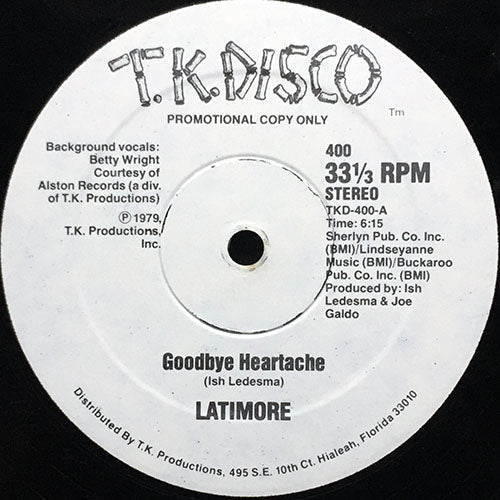 T.K.DISCO
TM
PROMOTIONAL COPY ONLY
Background vocals:
Betty Wright
Courtesy of
Alston Records (a div.
of T.K. Productions)
℗ 1979,
T.K. Productions,
Inc.
400
33⅓ RPM
STEREO
TKD-400-A
Time: 6:15
Sherlyn Pub. Co. Inc.
(BMI)/Lindseyanne
Music (BMI)/Buckaroo
Pub. Co. Inc. (BMI)
Produced by: Ish
Ledesma & Joe
Galdo
Goodbye Heartache
(Ish Ledesma)
LATIMORE
Distributed By T.K. Productions, 495 S.E. 10th Ct. Hialeah, Florida 33010